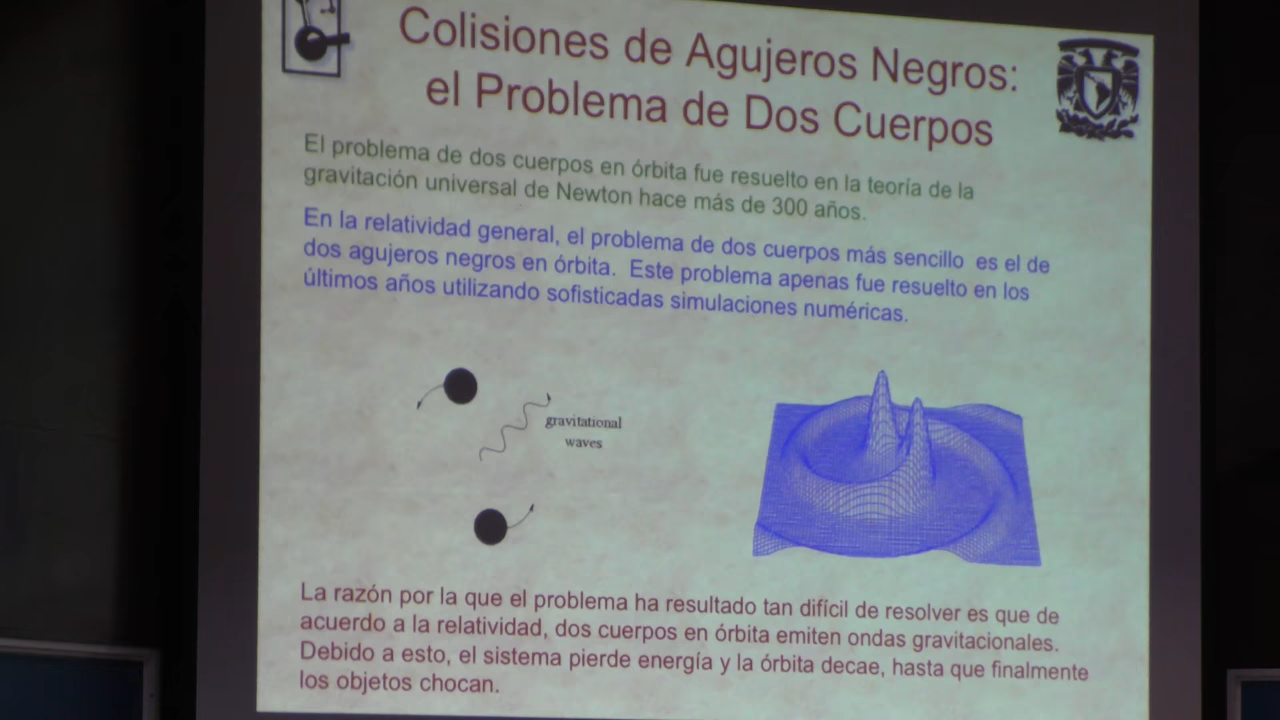 Colisiones de Agujeros Negros:
el Problema de Dos Cuerpos
El problema de dos cuerpos en órbita fue resuelto en la teoría de la
gravitación universal de Newton hace más de 300 años.
En la relatividad general, el problema de dos cuerpos más sencillo es el de
dos agujeros negros en órbita. Este problema apenas fue resuelto en los
últimos años utilizando sofisticadas simulaciones numéricas.
gravitational
waves
La razón por la que el problema ha resultado tan difícil de resolver es que de
acuerdo a la relatividad, dos cuerpos en órbita emiten ondas gravitacionales.
Debido a esto, el sistema pierde energía y la órbita decae, hasta que finalmente
los objetos chocan.